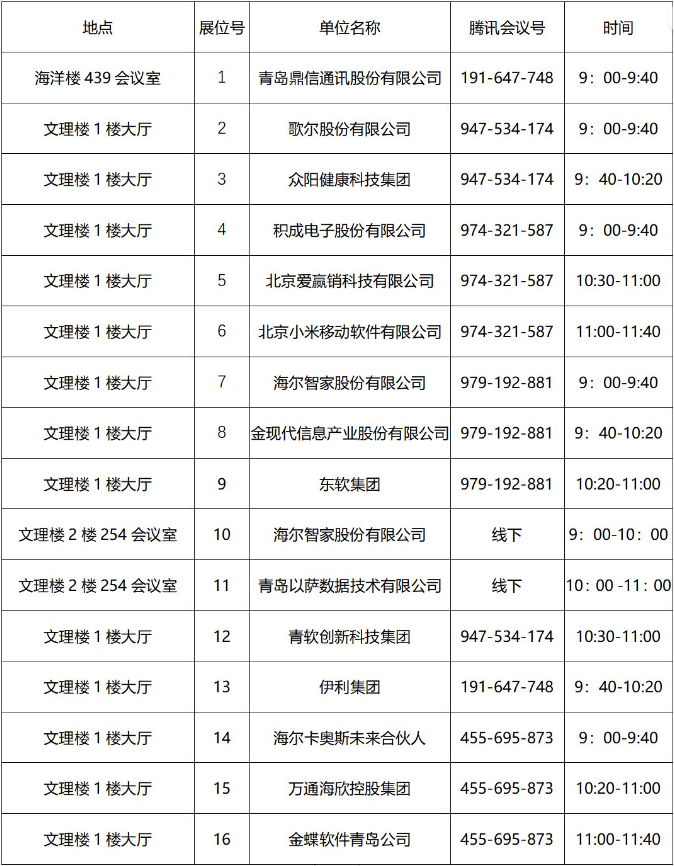 地点 展位号 单位名称 腾讯会议号 时间
海洋楼 439 会议室 1 青岛鼎信通讯股份有限公司 191-647-748 9：00-9:40
文理楼 1 楼大厅 2 歌尔股份有限公司 947-534-174 9：00-9:40
文理楼 1 楼大厅 3 众阳健康科技集团 947-534-174 9：40-10:20
文理楼 1 楼大厅 4 积成电子股份有限公司 974-321-587 9：00-9:40
文理楼 1 楼大厅 5 北京爱赢销科技有限公司 974-321-587 10:30-11:00
文理楼 1 楼大厅 6 北京小米移动软件有限公司 974-321-587 11:00-11:40
文理楼 1 楼大厅 7 海尔智家股份有限公司 979-192-881 9：00-9:40
文理楼 1 楼大厅 8 金现代信息产业股份有限公司 979-192-881 9：40-10:20
文理楼 1 楼大厅 9 东软集团 979-192-881 10:20-11:00
文理楼 2 楼 254 会议室 10 海尔智家股份有限公司 线下 9：00-10：00
文理楼 2 楼 254 会议室 11 青岛以萨数据技术有限公司 线下 10：00 -11：00
文理楼 1 楼大厅 12 青软创新科技集团 947-534-174 10:30-11:00
文理楼 1 楼大厅 13 伊利集团 191-647-748 9：40-10:20
文理楼 1 楼大厅 14 海尔卡奥斯未来合伙人 455-695-873 9：00-9:40
文理楼 1 楼大厅 15 万通海欣控股集团 455-695-873 10:20-11:00
文理楼 1 楼大厅 16 金蝶软件青岛公司 455-695-873 11:00-11:40